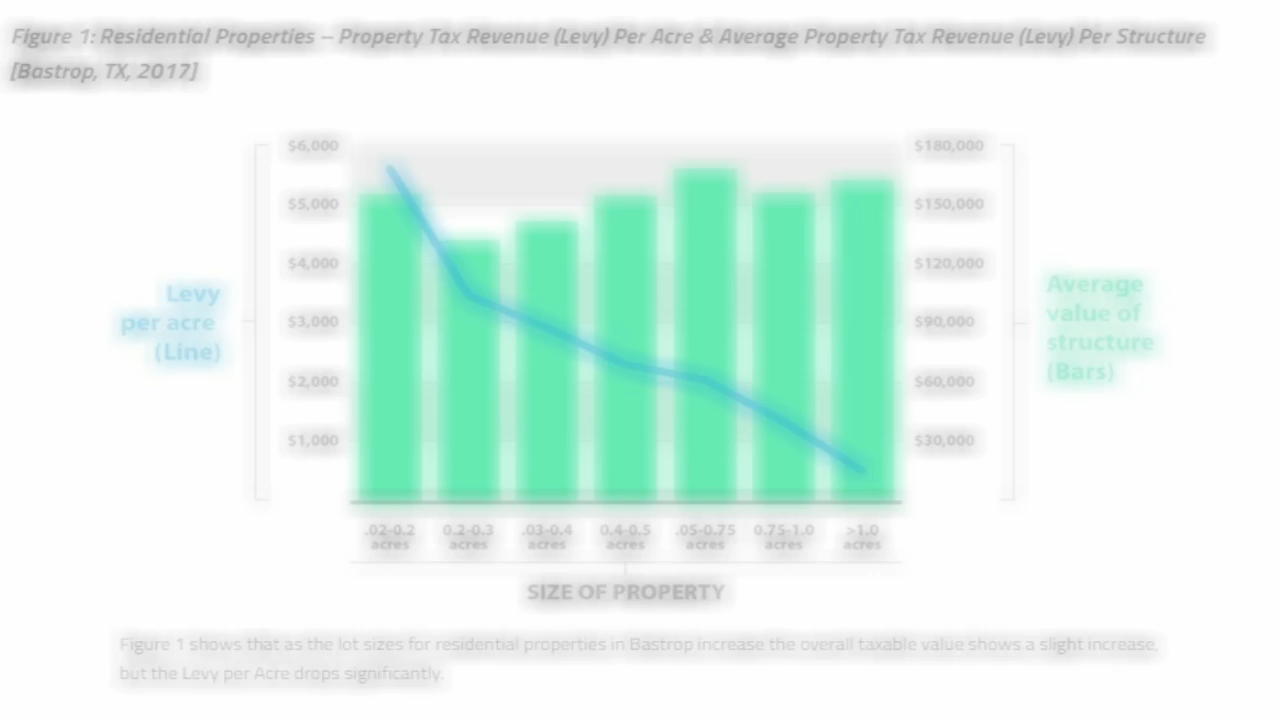 Figure 1: Residential Properties – Property Tax Revenue (Levy) Per Acre & Average Property Tax Revenue (Levy) Per Structure
[Bastrop, TX, 2017]
$6,000
$5,000
$4,000
$3,000
$2,000
$1,000
$180,000
$150,000
$120,000
$90,000
$60,000
$30,000
Levy
per acre
(Line)
Average
value of
structure
(Bars)
.02-0.2 0.2-0.3 .03-0.4 0.4-0.5 .05-0.75 0.75-1.0 >1.0
acres acres acres acres acres acres acres
SIZE OF PROPERTY
Figure 1 shows that as the lot sizes for residential properties in Bastrop increase the overall taxable value shows a slight increase,
but the Levy per Acre drops significantly.